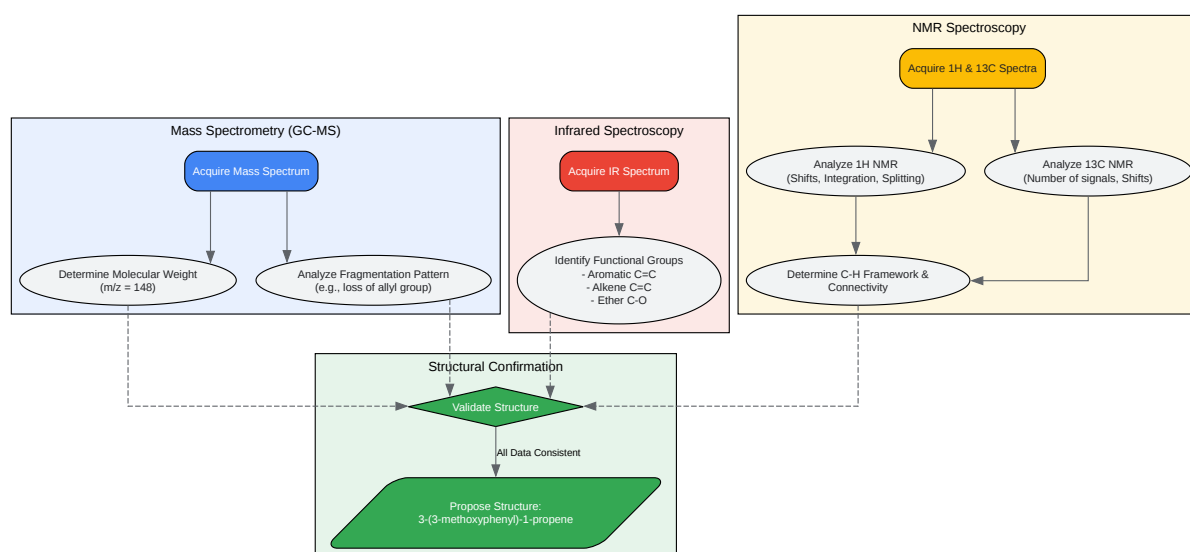 NMR Spectroscopy
Acquire 1H & 13C Spectra
Mass Spectrometry (GC-MS)
Infrared Spectroscopy
Acquire Mass Spectrum
Acquire IR Spectrum
Analyze 1H NMR
(Shifts, Integration, Splitting)
Analyze 13C NMR
(Number of signals, Shifts)
Determine Molecular Weight
(m/z = 148)
Analyze Fragmentation Pattern
(e.g., loss of allyl group)
Identify Functional Groups
- Aromatic C=C
- Alkene C=C
- Ether C-O
Determine C-H Framework &
Connectivity
Structural Confirmation
Validate Structure
All Data Consistent
Propose Structure:
3-(3-methoxyphenyl)-1-propene